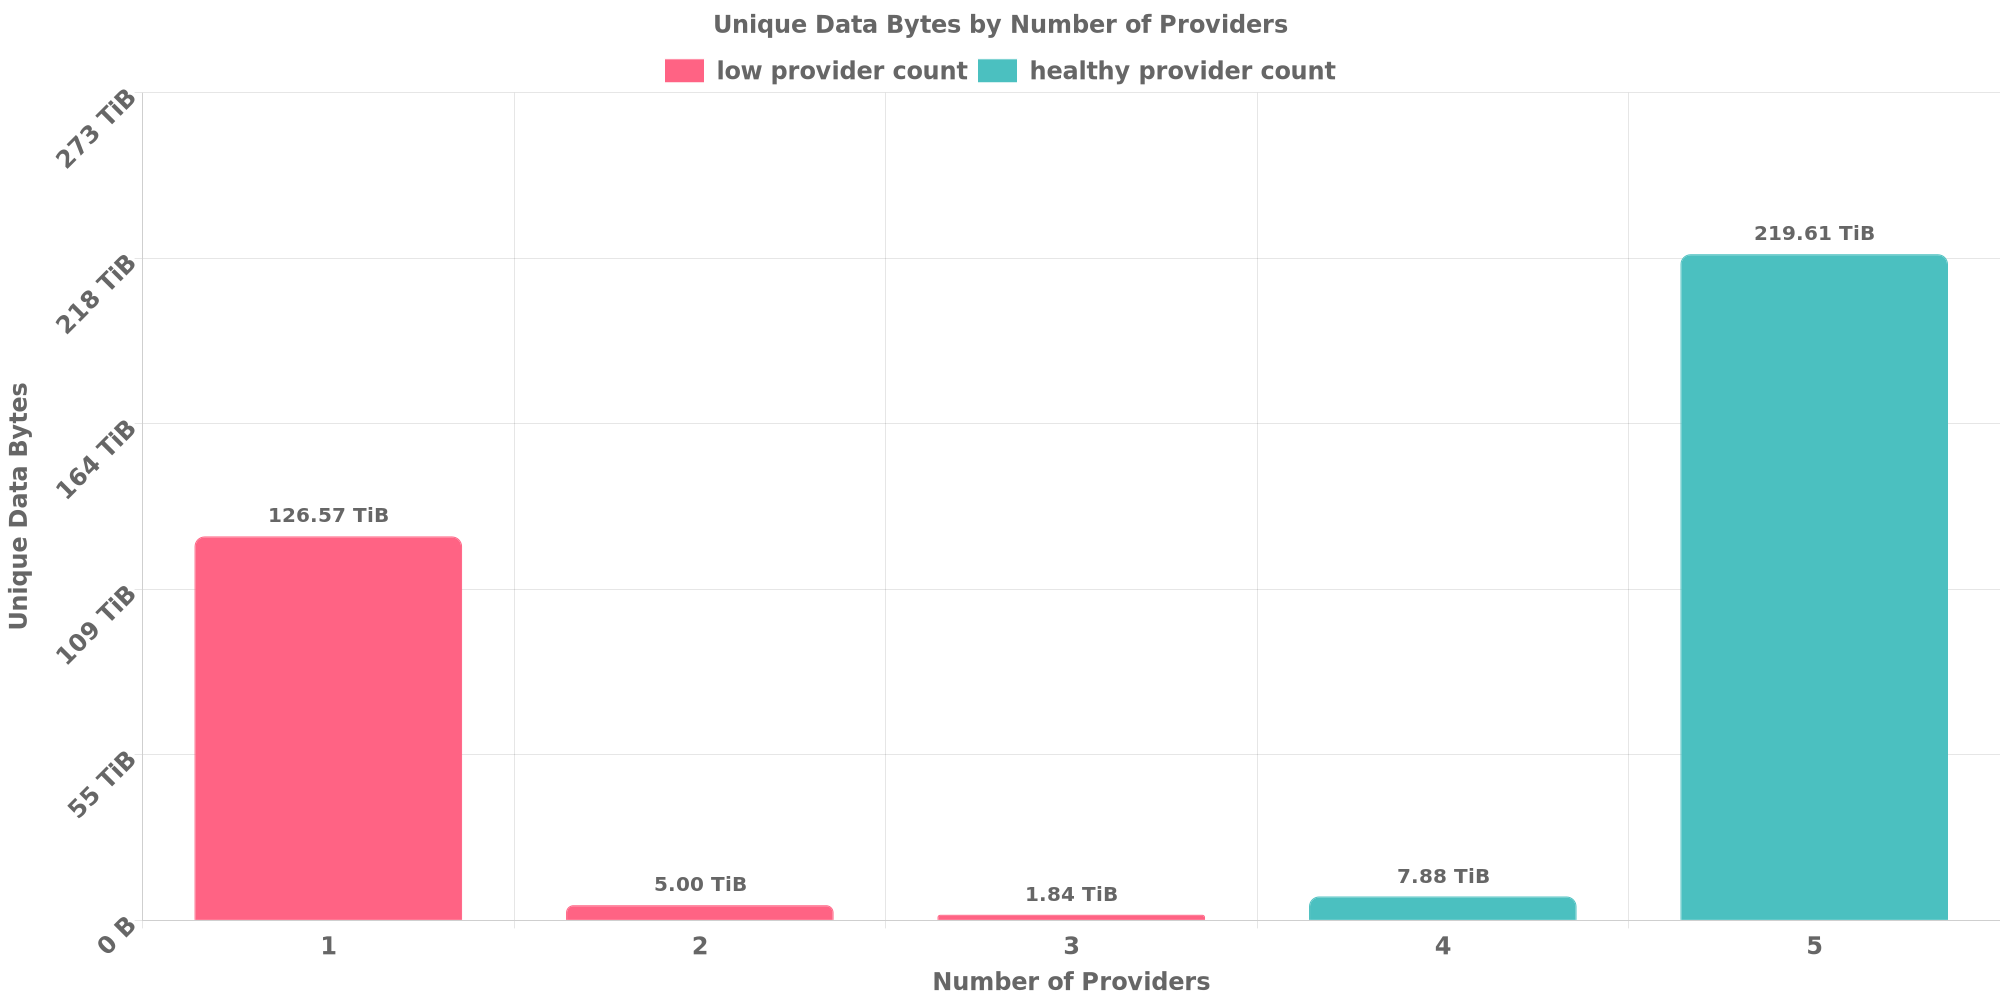 Unique Data Bytes by Number of Providers
low provider count
healthy provider count
273 TiB
218 TiB
164 TiB
109 TiB
55 TiB
0 B
Unique Data Bytes
126.57 TiB
5.00 TiB
1.84 TiB
7.88 TiB
219.61 TiB
1
2
3
4
5
Number of Providers